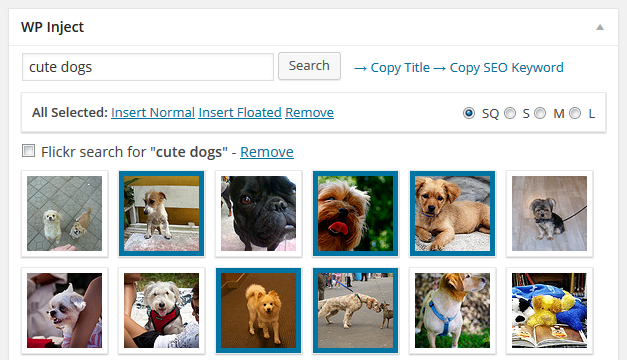 WP Inject
cute dogs Search → Copy Title → Copy SEO Keyword
All Selected: Insert Normal Insert Floated Remove SQ S M L
Flickr search for "cute dogs" - Remove